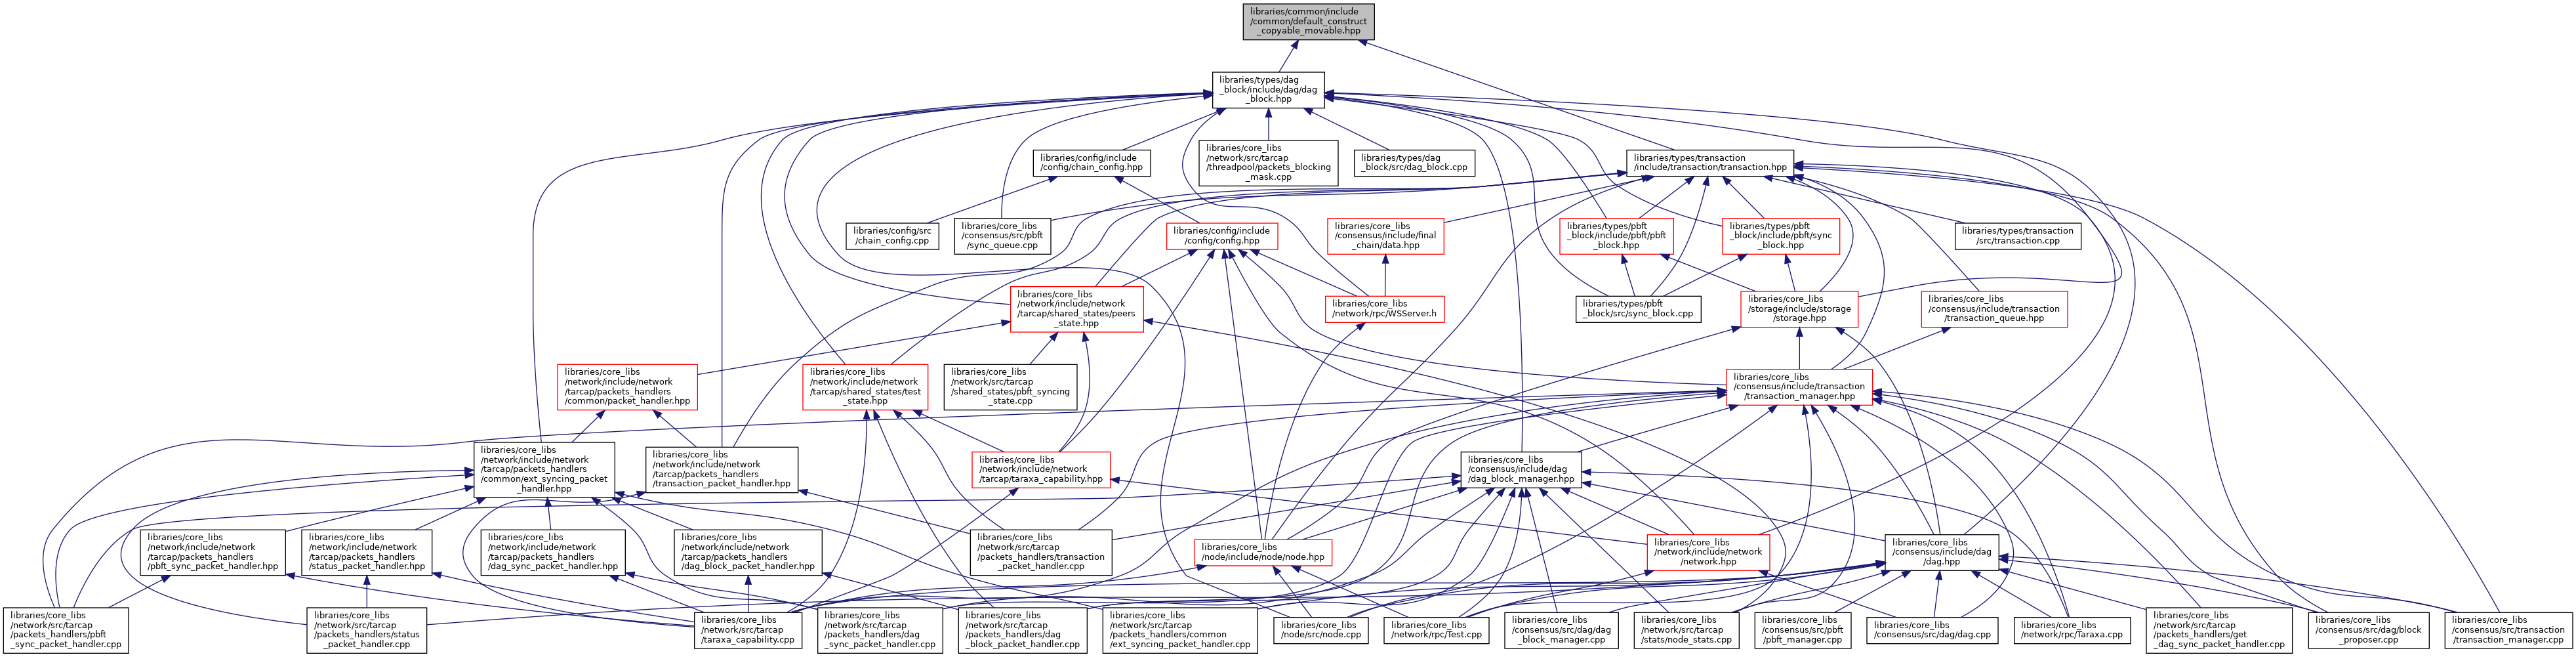 libraries/common/include
/common/default_construct
_copyable_movable.hpp
libraries/types/dag
_block/include/dag/dag
_block.hpp
libraries/config/include
/config/chain_config.hpp
libraries/core_libs
/network/src/tarcap
/threadpool/packets_blocking
_mask.cpp
libraries/types/dag
_block/src/dag_block.cpp
libraries/types/transaction
/include/transaction/transaction.hpp
libraries/config/src
/chain_config.cpp
libraries/core_libs
/consensus/src/pbft
/sync_queue.cpp
libraries/config/include
/config/config.hpp
libraries/core_libs
/consensus/include/final
_chain/data.hpp
libraries/types/pbft
_block/include/pbft/pbft
_block.hpp
libraries/types/pbft
_block/include/pbft/sync
_block.hpp
libraries/types/transaction
/src/transaction.cpp
libraries/core_libs
/network/include/network
/tarcap/shared_states/peers
_state.hpp
libraries/core_libs
/network/rpc/WSServer.h
libraries/types/pbft
_block/src/sync_block.cpp
libraries/core_libs
/storage/include/storage
/storage.hpp
libraries/core_libs
/consensus/include/transaction
/transaction_queue.hpp
libraries/core_libs
/network/include/network
/tarcap/packets_handlers
/common/packet_handler.hpp
libraries/core_libs
/network/include/network
/tarcap/shared_states/test
_state.hpp
libraries/core_libs
/network/src/tarcap
/shared_states/pbft_syncing
_state.cpp
libraries/core_libs
/consensus/include/transaction
/transaction_manager.hpp
libraries/core_libs
/network/include/network
/tarcap/packets_handlers
/common/ext_syncing_packet
_handler.hpp
libraries/core_libs
/network/include/network
/tarcap/packets_handlers
/transaction_packet_handler.hpp
libraries/core_libs
/network/include/network
/tarcap/taraxa_capability.hpp
libraries/core_libs
/consensus/include/dag
/dag_block_manager.hpp
libraries/core_libs
/network/include/network
/tarcap/packets_handlers
/pbft_sync_packet_handler.hpp
libraries/core_libs
/network/include/network
/tarcap/packets_handlers
/status_packet_handler.hpp
libraries/core_libs
/network/include/network
/tarcap/packets_handlers
/dag_sync_packet_handler.hpp
libraries/core_libs
/network/include/network
/tarcap/packets_handlers
/dag_block_packet_handler.hpp
libraries/core_libs
/network/src/tarcap
/packets_handlers/transaction
_packet_handler.cpp
libraries/core_libs
/node/include/node/node.hpp
libraries/core_libs
/network/include/network
/network.hpp
libraries/core_libs
/consensus/include/dag
/dag.hpp
libraries/core_libs
/network/src/tarcap
/packets_handlers/pbft
_sync_packet_handler.cpp
libraries/core_libs
/network/src/tarcap
/packets_handlers/status
_packet_handler.cpp
libraries/core_libs
/network/src/tarcap
/taraxa_capability.cpp
libraries/core_libs
/network/src/tarcap
/packets_handlers/dag
_sync_packet_handler.cpp
libraries/core_libs
/network/src/tarcap
/packets_handlers/dag
_block_packet_handler.cpp
libraries/core_libs
/network/src/tarcap
/packets_handlers/common
/ext_syncing_packet_handler.cpp
libraries/core_libs
/node/src/node.cpp
libraries/core_libs
/network/rpc/Test.cpp
libraries/core_libs
/consensus/src/dag/dag
_block_manager.cpp
libraries/core_libs
/network/src/tarcap
/stats/node_stats.cpp
libraries/core_libs
/consensus/src/pbft
/pbft_manager.cpp
libraries/core_libs
/consensus/src/dag/dag.cpp
libraries/core_libs
/network/rpc/Taraxa.cpp
libraries/core_libs
/network/src/tarcap
/packets_handlers/get
_dag_sync_packet_handler.cpp
libraries/core_libs
/consensus/src/dag/block
_proposer.cpp
libraries/core_libs
/consensus/src/transaction
/transaction_manager.cpp